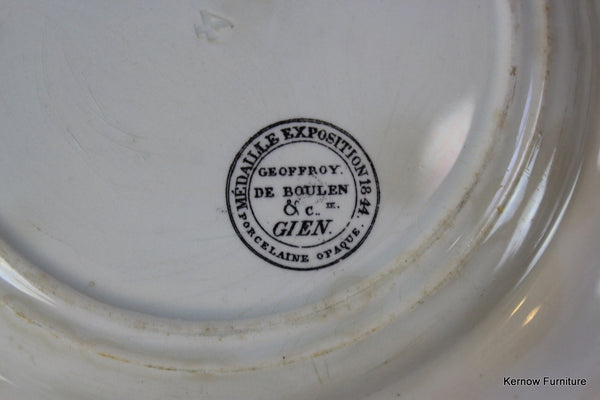 MÉDAILLE EXPOSITION 1844.
GEOFFROY.
DE BOULEN
& C.IE.
GIEN.
PORCELAINE OPAQUE.
Kernow Furniture